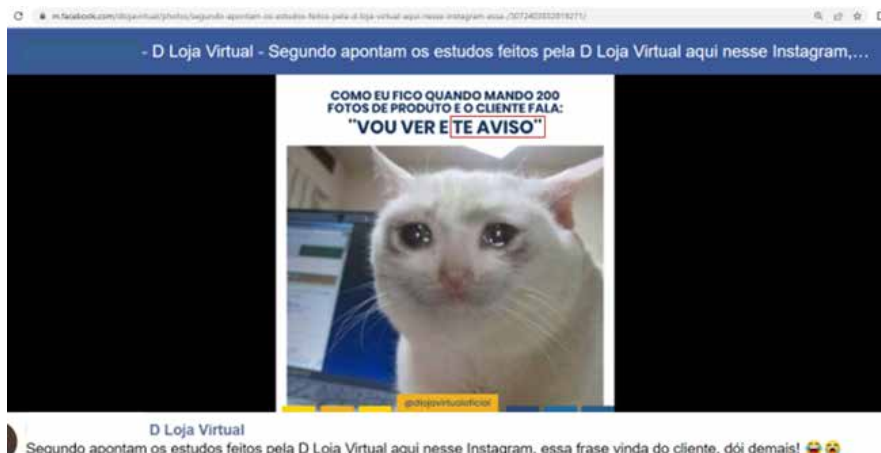 - D Loja Virtual - Segundo apontam os estudos feitos pela D Loja Virtual aqui nesse Instagram,...
COMO EU FICO QUANDO MANDO 200
FOTOS DE PRODUTO E O CLIENTE FALA:
"VOU VER E TE AVISO"
@dlojavirtualoficial
D Loja Virtual
Segundo apontam os estudos feitos pela D Loja Virtual aqui nesse Instagram, essa frase vinda do cliente, dói demais! 😂😭